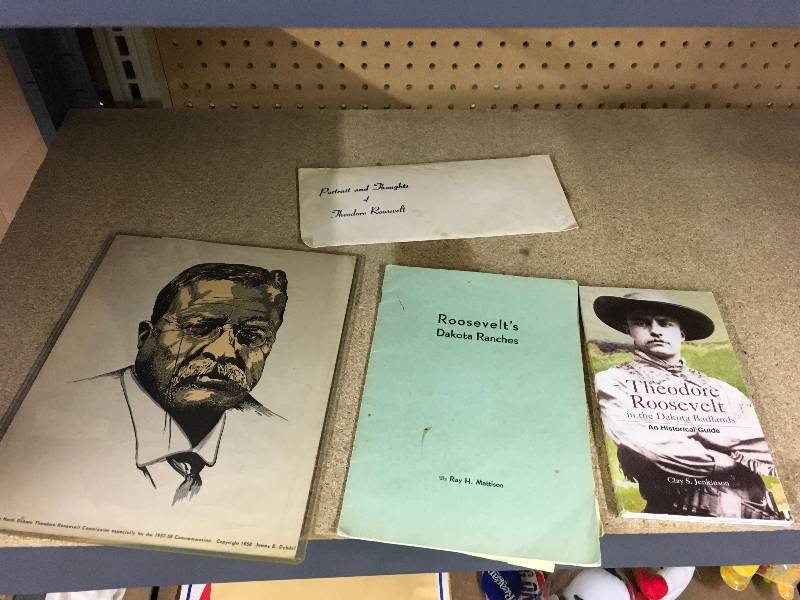 Portrait and Thoughts
of
Theodore Roosevelt
Roosevelt's
Dakota Ranches
By Ray H. Mattison
Theodore
Roosevelt
in the Dakota Badlands
An Historical Guide
Clay S. Jenkinson
North Dakota Theodore Roosevelt Commission especially for the 1957-58 Commemoration. Copyright 1958 James E.